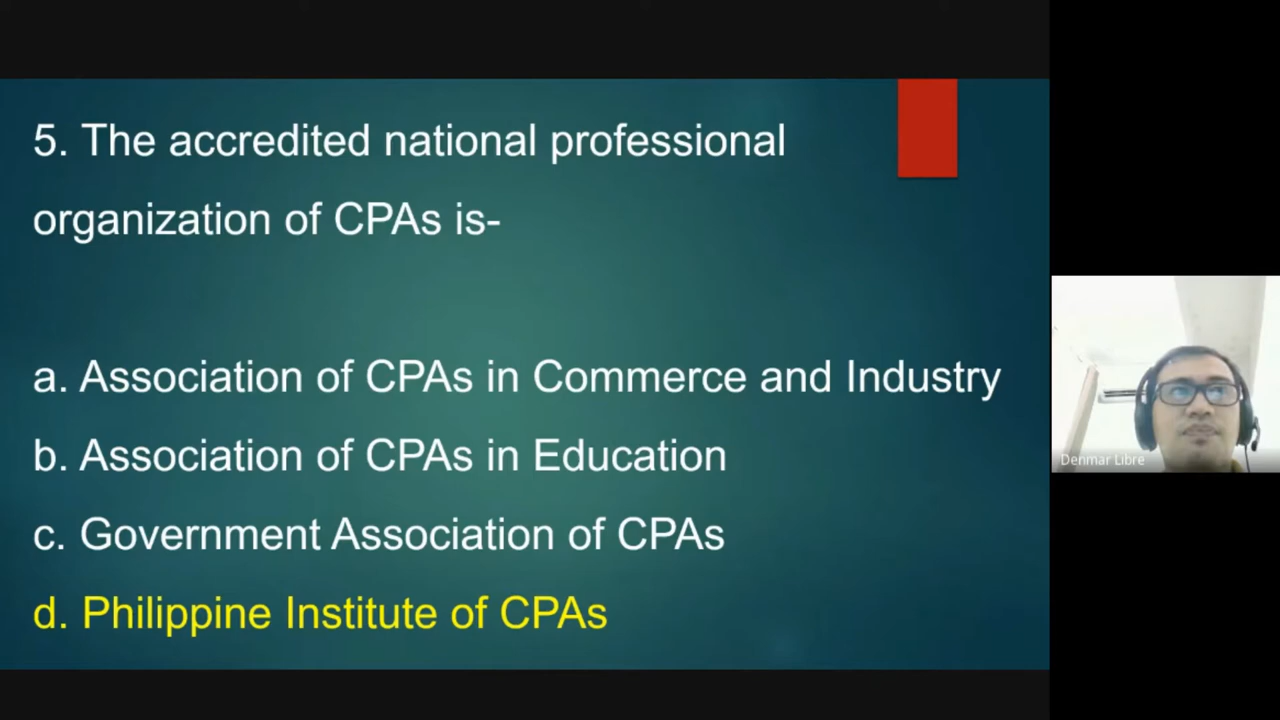 5. The accredited national professional
organization of CPAs is-
a. Association of CPAs in Commerce and Industry
b. Association of CPAs in Education
c. Government Association of CPAs
d. Philippine Institute of CPAs
Denmar Libre